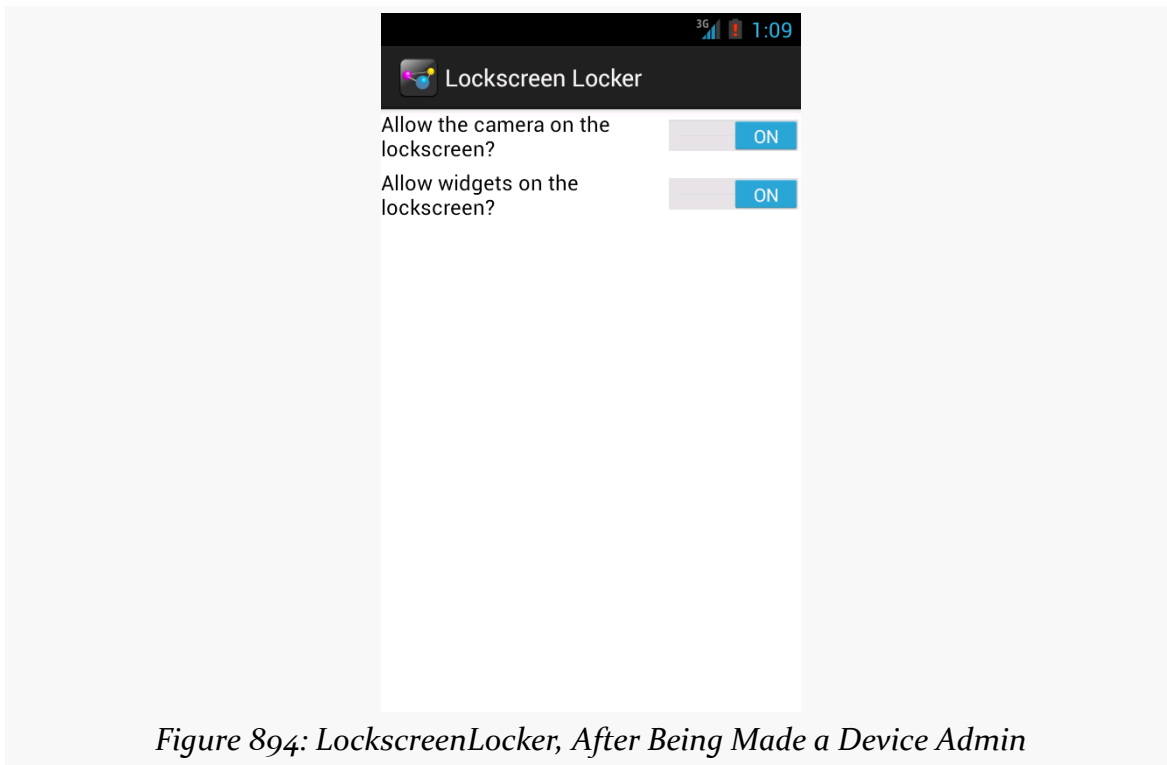 3G 1:09
Lockscreen Locker
Allow the camera on the
lockscreen?
ON
Allow widgets on the
lockscreen?
ON
Figure 894: LockscreenLocker, After Being Made a Device Admin